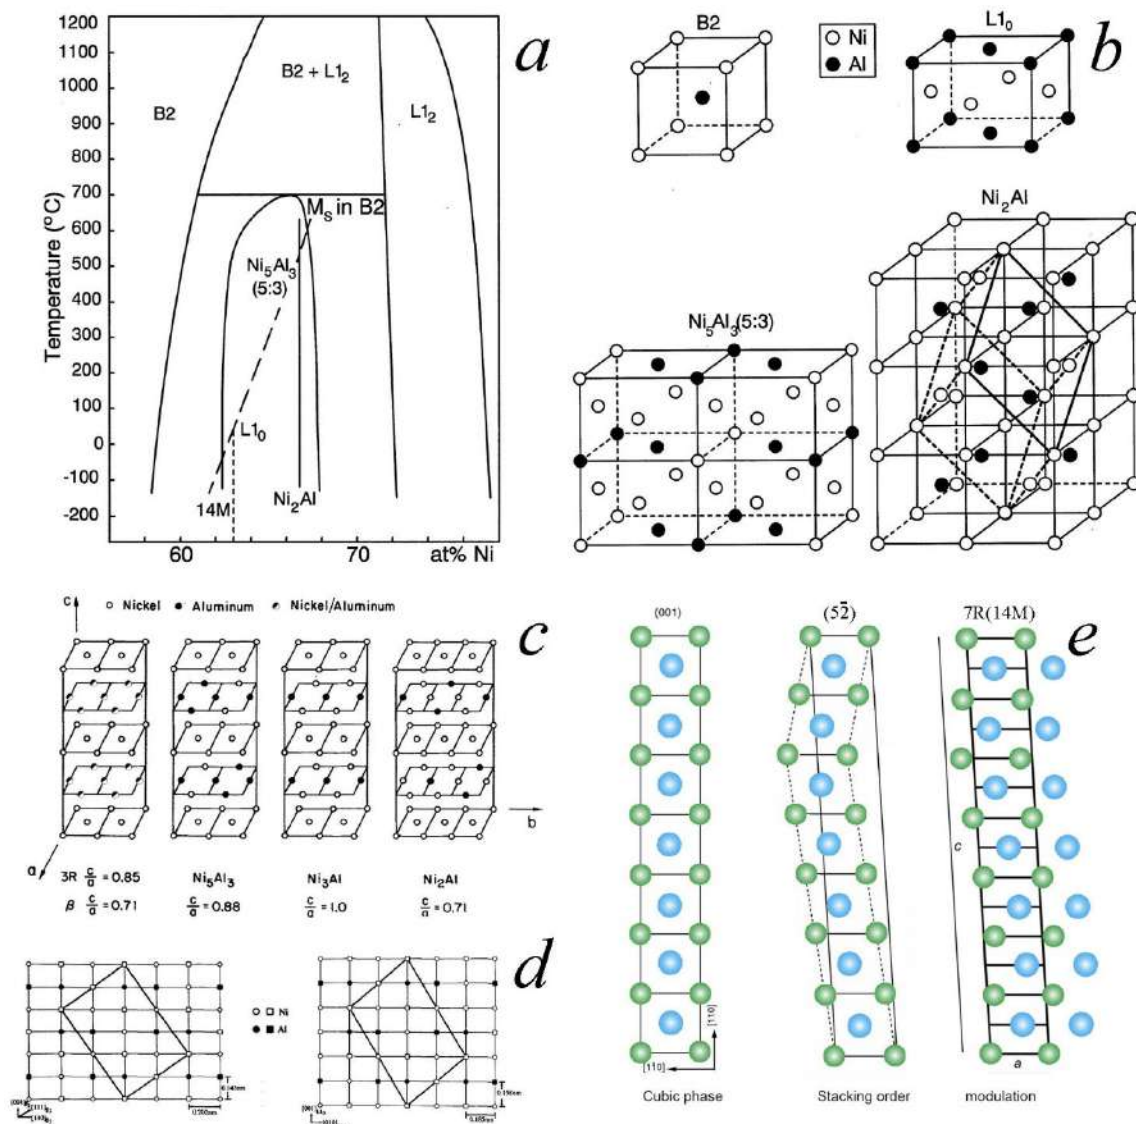 1200
1100
1000
900
800
700
600
500
400
300
200
100
0
-100
-200
Temperature (°C)
60
70
at% Ni
B2
B2 + L1₂
L1₂
Mₛ in B2
Ni₅Al₃
(5:3)
L1₀
14M
Ni₂Al
a
B2
Ni
Al
L1₀
b
Ni₅Al₃(5:3)
Ni₂Al
c
Nickel
Aluminum
Nickel/Aluminum
c
b
a
3R c/a = 0.85
β c/a = 0.71
Ni₅Al₃
c/a = 0.88
Ni₃Al
c/a = 1.0
Ni₂Al
c/a = 0.71
d
Ni
Al
e
(001)
(52̄)
7R(14M)
c
a
[110]
Cubic phase
Stacking order
modulation